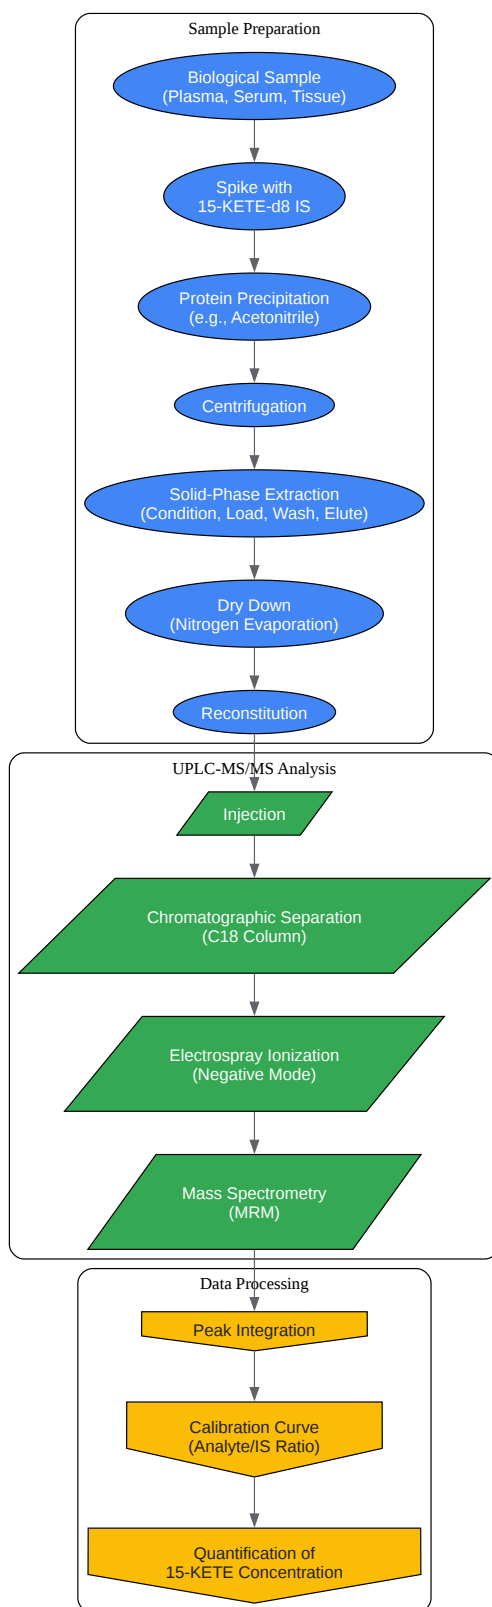 Sample Preparation
Biological Sample
(Plasma, Serum, Tissue)
Spike with
15-KETE-d8 IS
Protein Precipitation
(e.g., Acetonitrile)
Centrifugation
Solid-Phase Extraction
(Condition, Load, Wash, Elute)
Dry Down
(Nitrogen Evaporation)
Reconstitution
UPLC-MS/MS Analysis
Injection
Chromatographic Separation
(C18 Column)
Electrospray Ionization
(Negative Mode)
Mass Spectrometry
(MRM)
Data Processing
Peak Integration
Calibration Curve
(Analyte/IS Ratio)
Quantification of
15-KETE Concentration